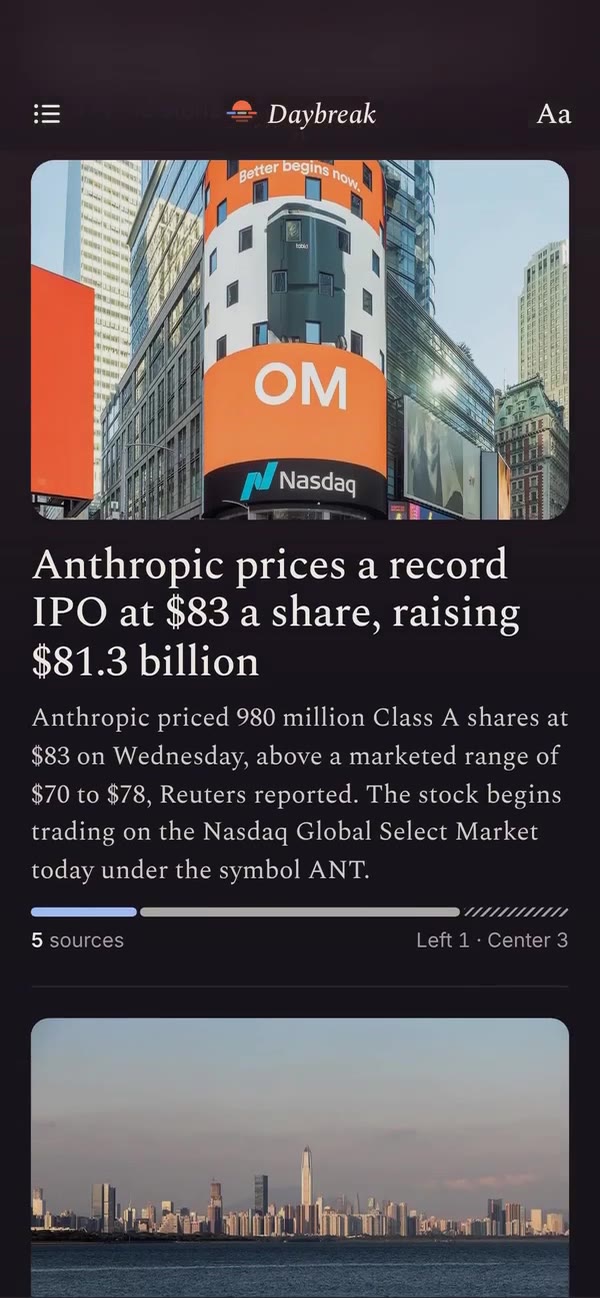 Daybreak
Aa
Better begins now.
OM
Nasdaq
Anthropic prices a record
IPO at $83 a share, raising
$81.3 billion
Anthropic priced 980 million Class A shares at
$83 on Wednesday, above a marketed range of
$70 to $78, Reuters reported. The stock begins
trading on the Nasdaq Global Select Market
today under the symbol ANT.
5 sources
Left 1 · Center 3